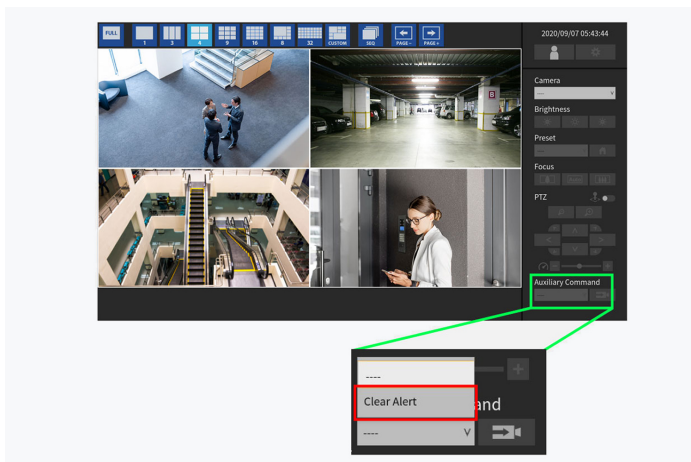 FULL
1
3
4
9
16
8
32
CUSTOM
SEQ
PAGE-
PAGE+
2020/09/07 05:43:44
Camera
---- v
Brightness
Preset
----
Focus
Auto
PTZ
Auxiliary Command
----
----
Clear Alert
and
---- v
B